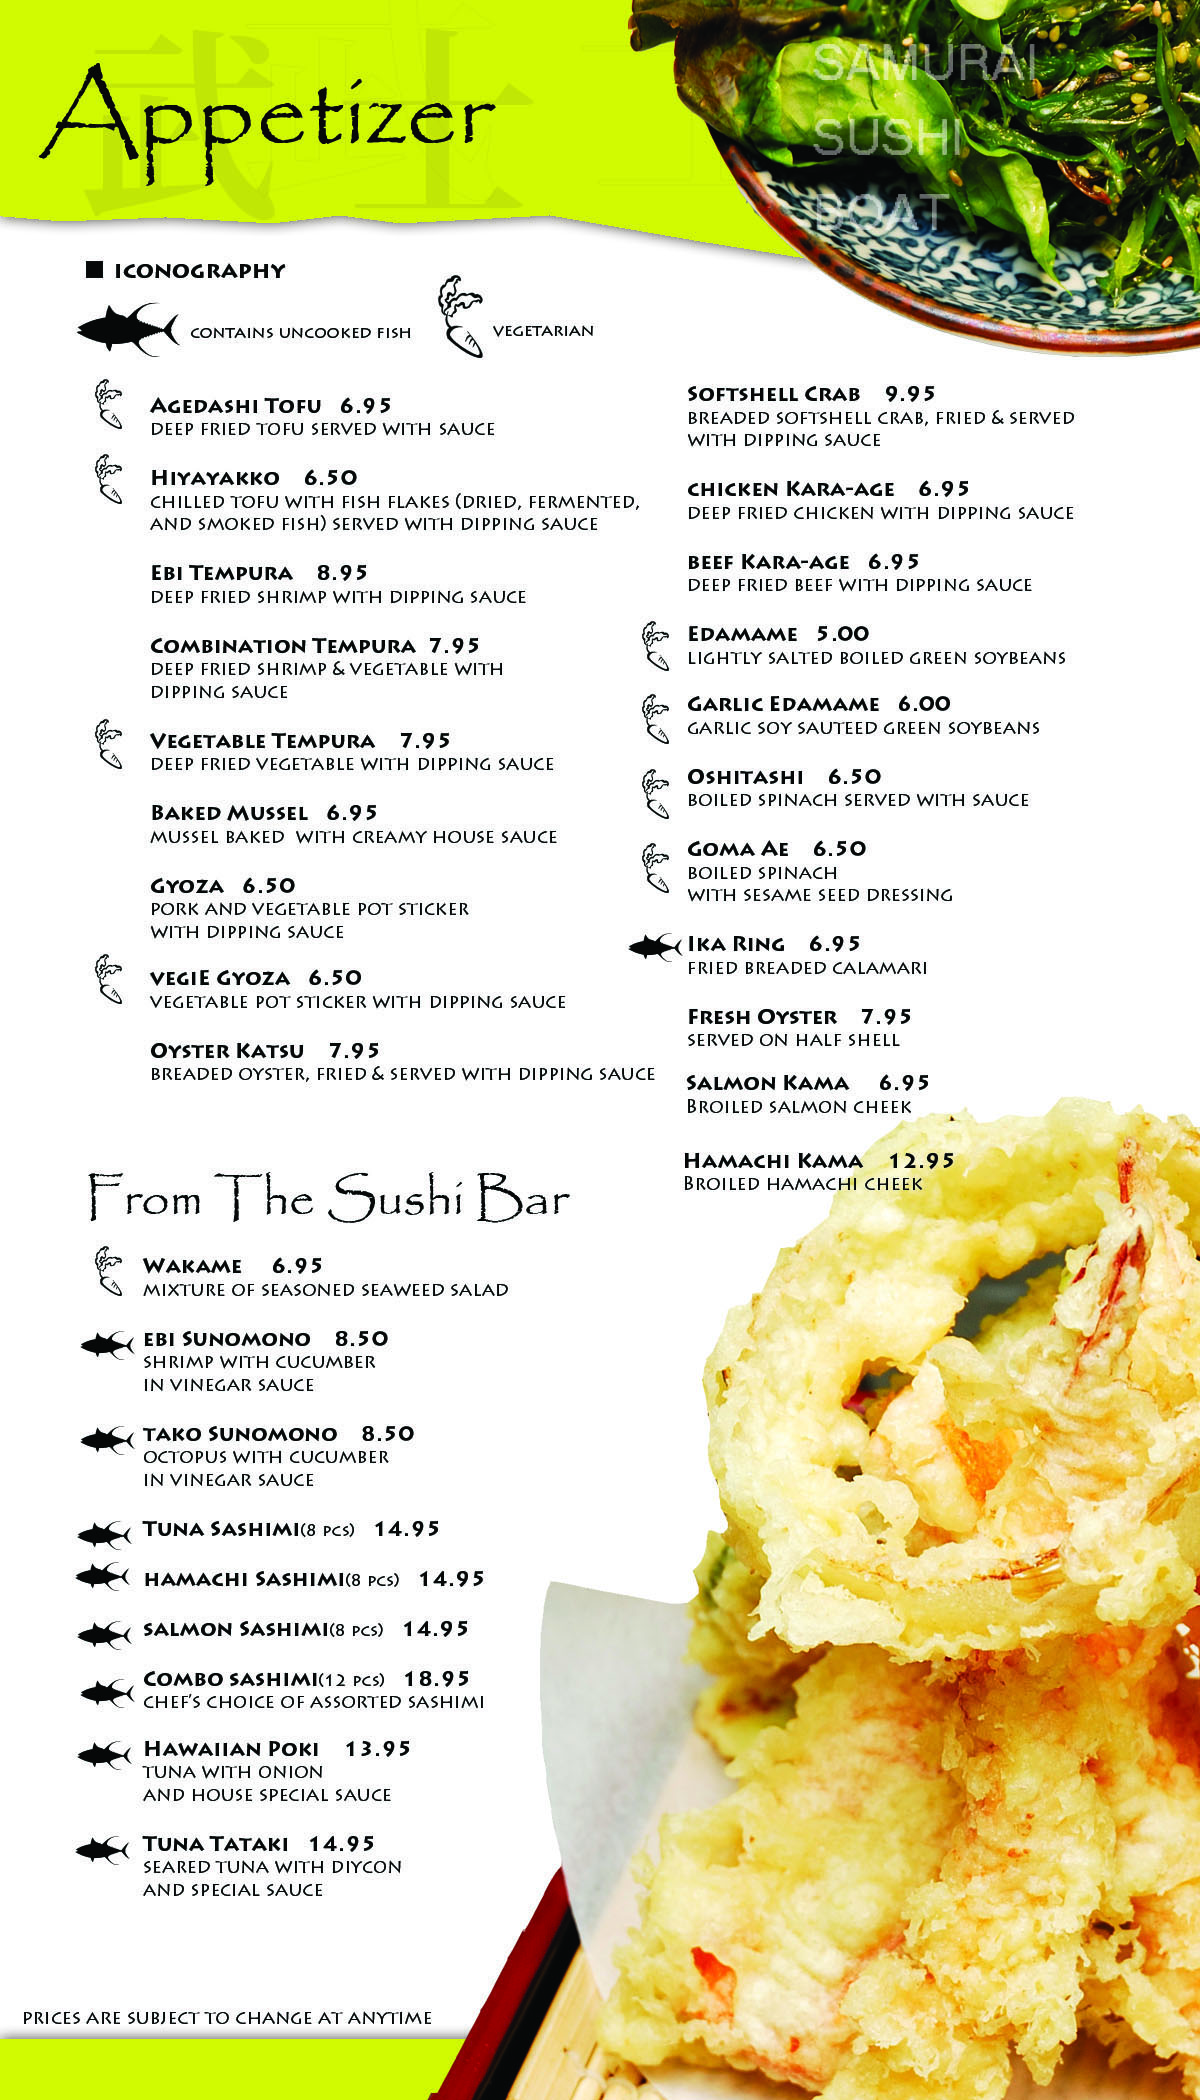 Appetizer
SAMURAI
SUSHI
BOAT
ICONOGRAPHY
CONTAINS UNCOOKED FISH
VEGETARIAN
AGEDASHI TOFU 6.95
DEEP FRIED TOFU SERVED WITH SAUCE
HIYAYAKKO 6.50
CHILLED TOFU WITH FISH FLAKES (DRIED, FERMENTED,
AND SMOKED FISH) SERVED WITH DIPPING SAUCE
EBI TEMPURA 8.95
DEEP FRIED SHRIMP WITH DIPPING SAUCE
COMBINATION TEMPURA 7.95
DEEP FRIED SHRIMP & VEGETABLE WITH
DIPPING SAUCE
VEGETABLE TEMPURA 7.95
DEEP FRIED VEGETABLE WITH DIPPING SAUCE
BAKED MUSSEL 6.95
MUSSEL BAKED WITH CREAMY HOUSE SAUCE
GYOZA 6.50
PORK AND VEGETABLE POT STICKER
WITH DIPPING SAUCE
VEGIE GYOZA 6.50
VEGETABLE POT STICKER WITH DIPPING SAUCE
OYSTER KATSU 7.95
BREADED OYSTER, FRIED & SERVED WITH DIPPING SAUCE
SOFTSHELL CRAB 9.95
BREADED SOFTSHELL CRAB, FRIED & SERVED
WITH DIPPING SAUCE
CHICKEN KARA-AGE 6.95
DEEP FRIED CHICKEN WITH DIPPING SAUCE
BEEF KARA-AGE 6.95
DEEP FRIED BEEF WITH DIPPING SAUCE
EDAMAME 5.00
LIGHTLY SALTED BOILED GREEN SOYBEANS
GARLIC EDAMAME 6.00
GARLIC SOY SAUTEED GREEN SOYBEANS
OSHITASHI 6.50
BOILED SPINACH SERVED WITH SAUCE
GOMA AE 6.50
BOILED SPINACH
WITH SESAME SEED DRESSING
IKA RING 6.95
FRIED BREADED CALAMARI
FRESH OYSTER 7.95
SERVED ON HALF SHELL
SALMON KAMA 6.95
BROILED SALMON CHEEK
HAMACHI KAMA 12.95
BROILED HAMACHI CHEEK
From The Sushi Bar
WAKAME 6.95
MIXTURE OF SEASONED SEAWEED SALAD
EBI SUNOMONO 8.50
SHRIMP WITH CUCUMBER
IN VINEGAR SAUCE
TAKO SUNOMONO 8.50
OCTOPUS WITH CUCUMBER
IN VINEGAR SAUCE
TUNA SASHIMI(8 PCS) 14.95
HAMACHI SASHIMI(8 PCS) 14.95
SALMON SASHIMI(8 PCS) 14.95
COMBO SASHIMI(12 PCS) 18.95
CHEF'S CHOICE OF ASSORTED SASHIMI
HAWAIIAN POKI 13.95
TUNA WITH ONION
AND HOUSE SPECIAL SAUCE
TUNA TATAKI 14.95
SEARED TUNA WITH DIYCON
AND SPECIAL SAUCE
PRICES ARE SUBJECT TO CHANGE AT ANYTIME